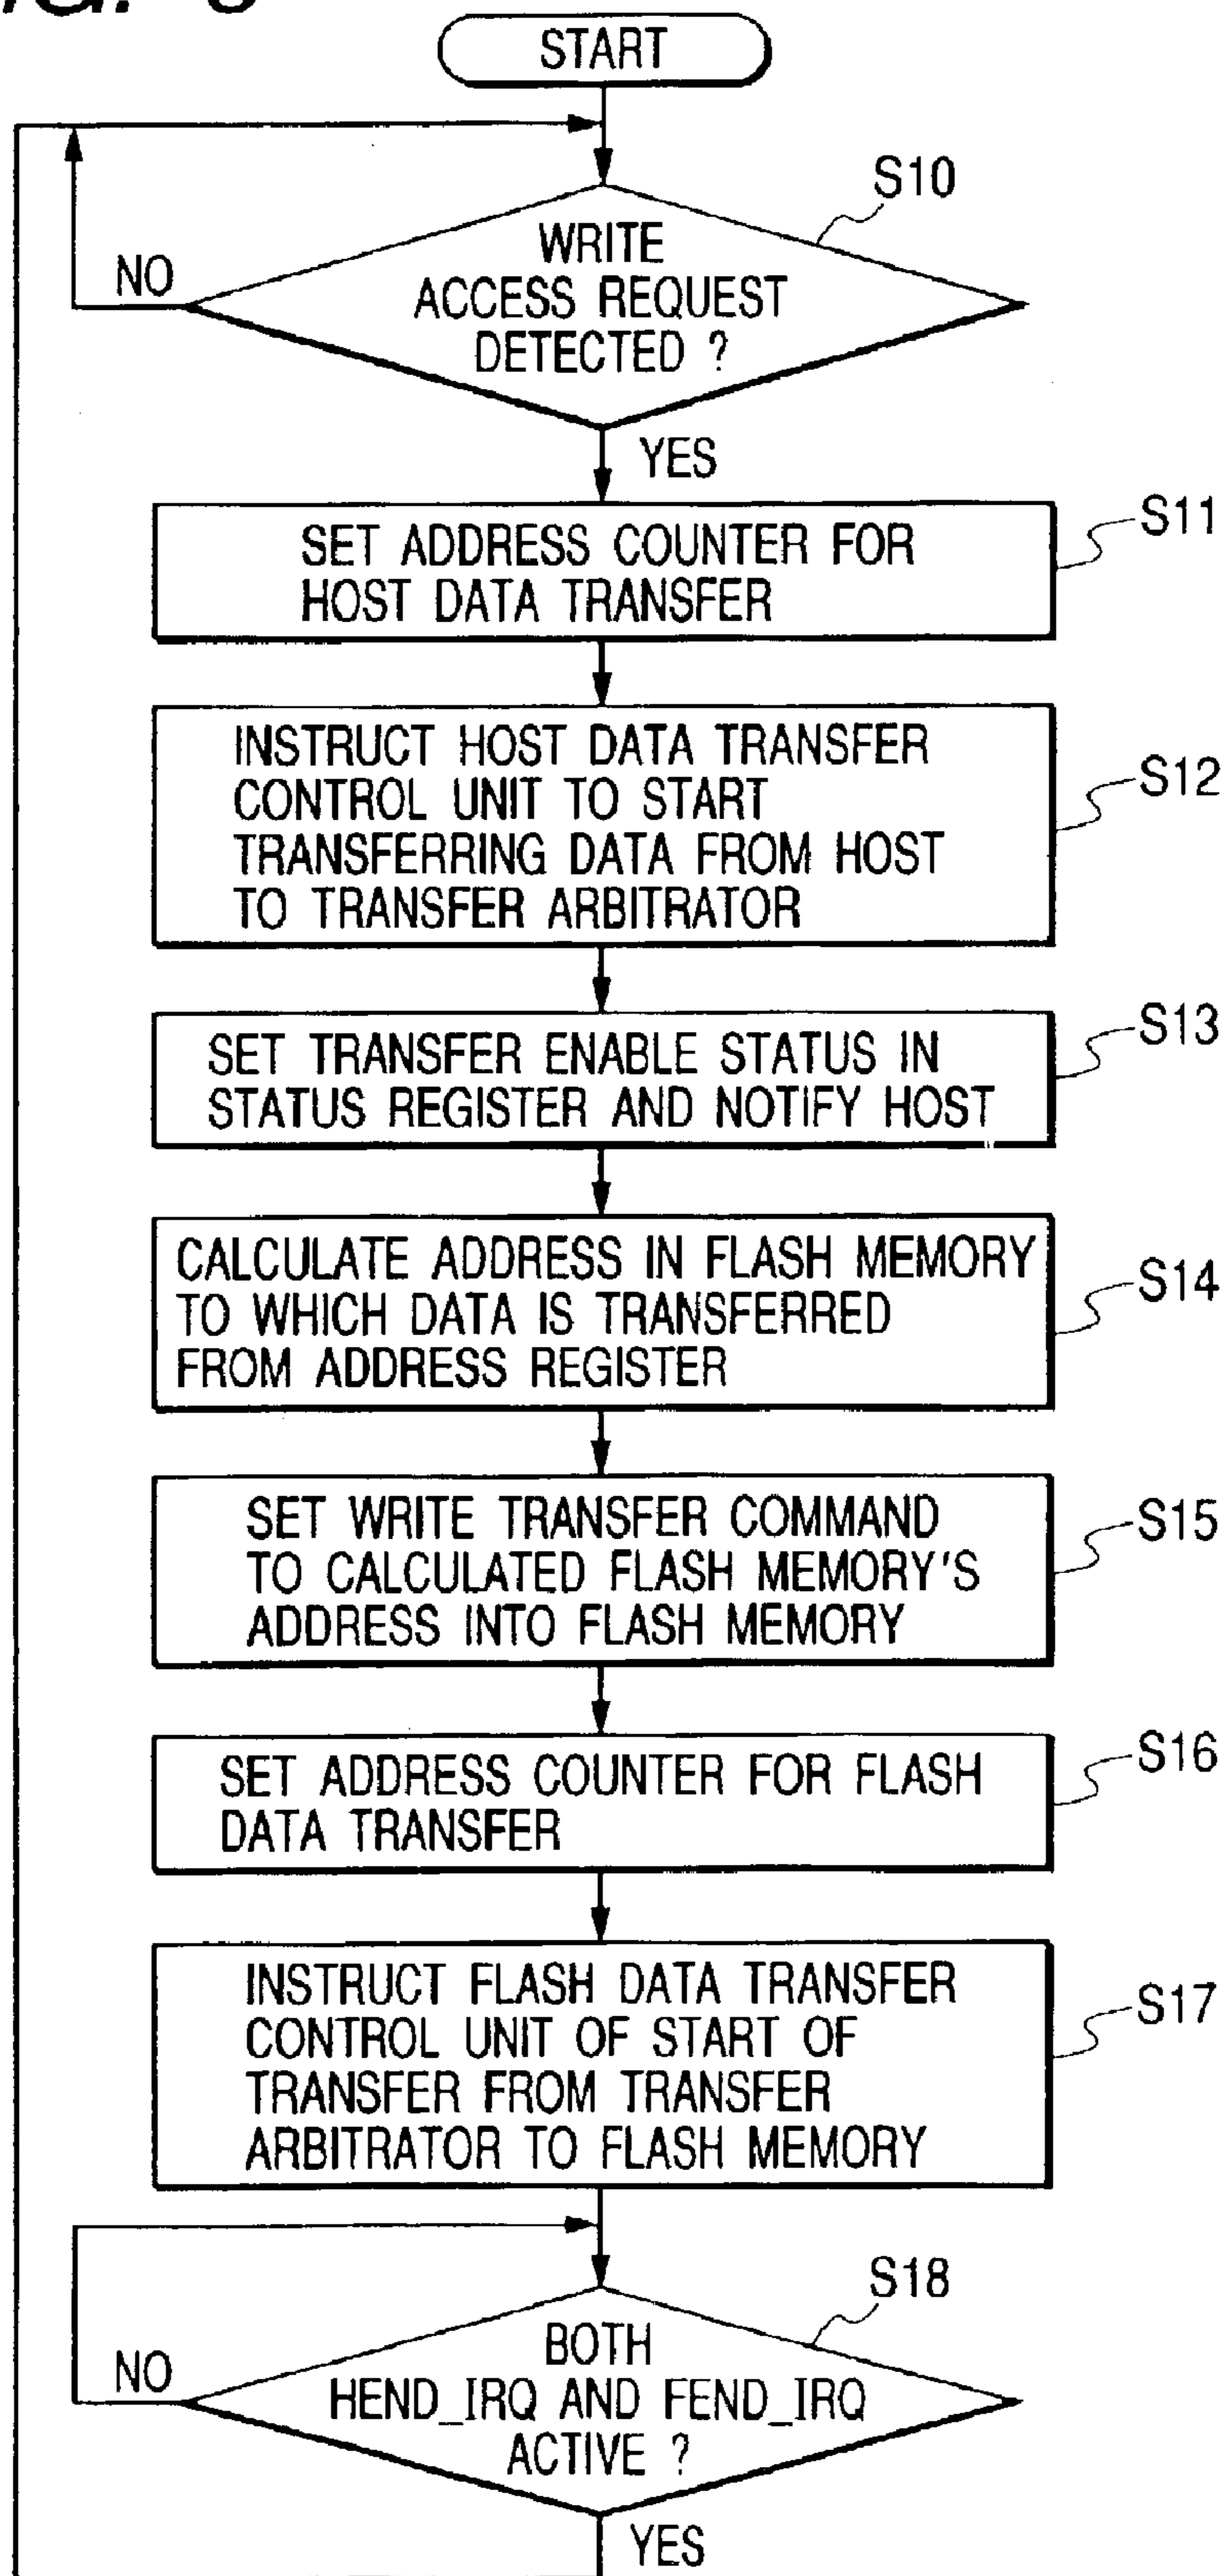 START
S10
WRITE
ACCESS REQUEST
DETECTED ?
NO
YES
S11
SET ADDRESS COUNTER FOR
HOST DATA TRANSFER
S12
INSTRUCT HOST DATA TRANSFER
CONTROL UNIT TO START
TRANSFERRING DATA FROM HOST
TO TRANSFER ARBITRATOR
S13
SET TRANSFER ENABLE STATUS IN
STATUS REGISTER AND NOTIFY HOST
S14
CALCULATE ADDRESS IN FLASH MEMORY
TO WHICH DATA IS TRANSFERRED
FROM ADDRESS REGISTER
S15
SET WRITE TRANSFER COMMAND
TO CALCULATED FLASH MEMORY'S
ADDRESS INTO FLASH MEMORY
S16
SET ADDRESS COUNTER FOR FLASH
DATA TRANSFER
S17
INSTRUCT FLASH DATA TRANSFER
CONTROL UNIT OF START OF
TRANSFER FROM TRANSFER
ARBITRATOR TO FLASH MEMORY
S18
BOTH
HEND_IRQ AND FEND_IRQ
ACTIVE ?
NO
YES